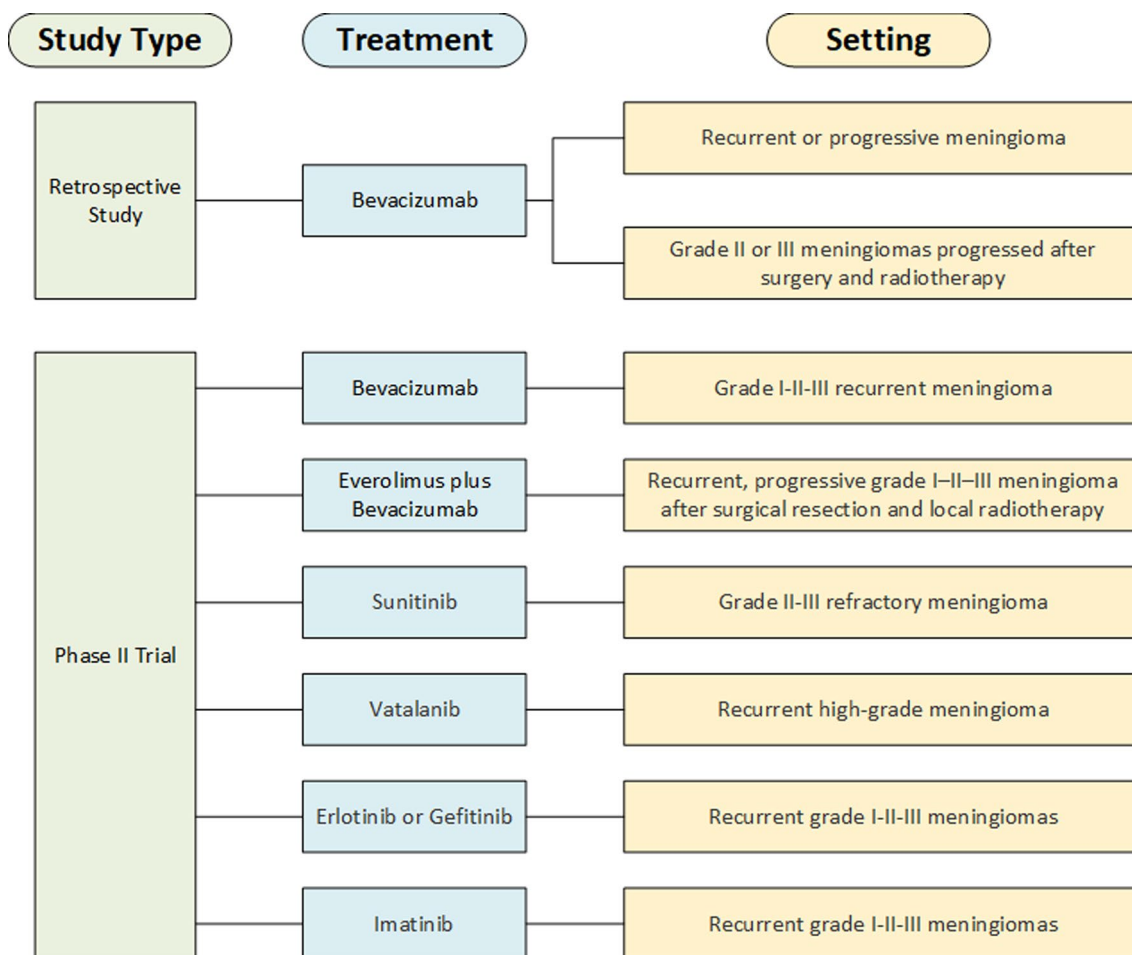 Study Type
Treatment
Setting
Retrospective
Study
Bevacizumab
Recurrent or progressive meningioma
Grade II or III meningiomas progressed after
surgery and radiotherapy
Phase II Trial
Bevacizumab
Grade I-II-III recurrent meningioma
Everolimus plus
Bevacizumab
Recurrent, progressive grade I–II–III meningioma
after surgical resection and local radiotherapy
Sunitinib
Grade II-III refractory meningioma
Vatalanib
Recurrent high-grade meningioma
Erlotinib or Gefitinib
Recurrent grade I-II-III meningiomas
Imatinib
Recurrent grade I-II-III meningiomas